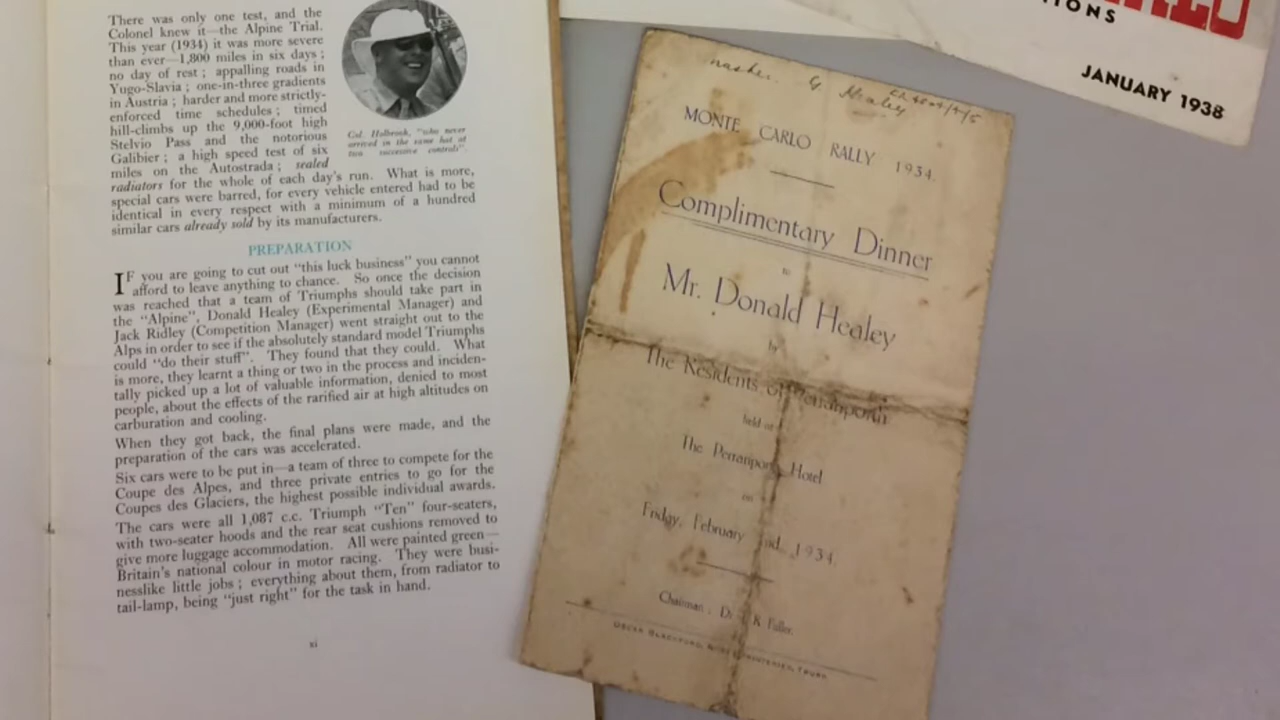 There was only one test, and the
Colonel knew it—the Alpine Trial.
This year (1934) it was more severe
than ever—1,800 miles in six days;
no day of rest; appalling roads in
Yugo-Slavia; one-in-three gradients
in Austria; harder and more strictly-
enforced time schedules; timed
hill-climbs up the 9,000-foot high
Stelvio Pass and the notorious
Galibier; a high speed test of six
miles on the Autostrada; sealed
radiators for the whole of each day's run. What is more,
special cars were barred, for every vehicle entered had to be
identical in every respect with a minimum of a hundred
similar cars already sold by its manufacturers.
Col. Holbrook, "who never
arrived in the same hat at
two successive controls".
PREPARATION
IF you are going to cut out "this luck business" you cannot
afford to leave anything to chance. So once the decision
was reached that a team of Triumphs should take part in
the "Alpine", Donald Healey (Experimental Manager) and
Jack Ridley (Competition Manager) went straight out to the
Alps in order to see if the absolutely standard model Triumphs
could "do their stuff". They found that they could. What
is more, they learnt a thing or two in the process and inciden-
tally picked up a lot of valuable information, denied to most
people, about the effects of the rarified air at high altitudes on
carburation and cooling.
When they got back, the final plans were made, and the
preparation of the cars was accelerated.
Six cars were to be put in—a team of three to compete for the
Coupe des Alpes, and three private entries to go for the
Coupes des Glaciers, the highest possible individual awards.
The cars were all 1,087 c.c. Triumph "Ten" four-seaters,
with two-seater hoods and the rear seat cushions removed to
give more luggage accommodation. All were painted green—
Britain's national colour in motor racing. They were busi-
nesslike little jobs; everything about them, from radiator to
tail-lamp, being "just right" for the task in hand.
xi
G Healey
MONTE CARLO RALLY 1934.
Complimentary Dinner
to
Mr. Donald Healey
by
The Residents of Perranporth
held at
The Perranporth Hotel
on
Friday, February 2nd, 1934.
Chairman, Dr. K. Fuller.
OSCAR BLACKFORD, TRURO
IONS
JANUARY 1938